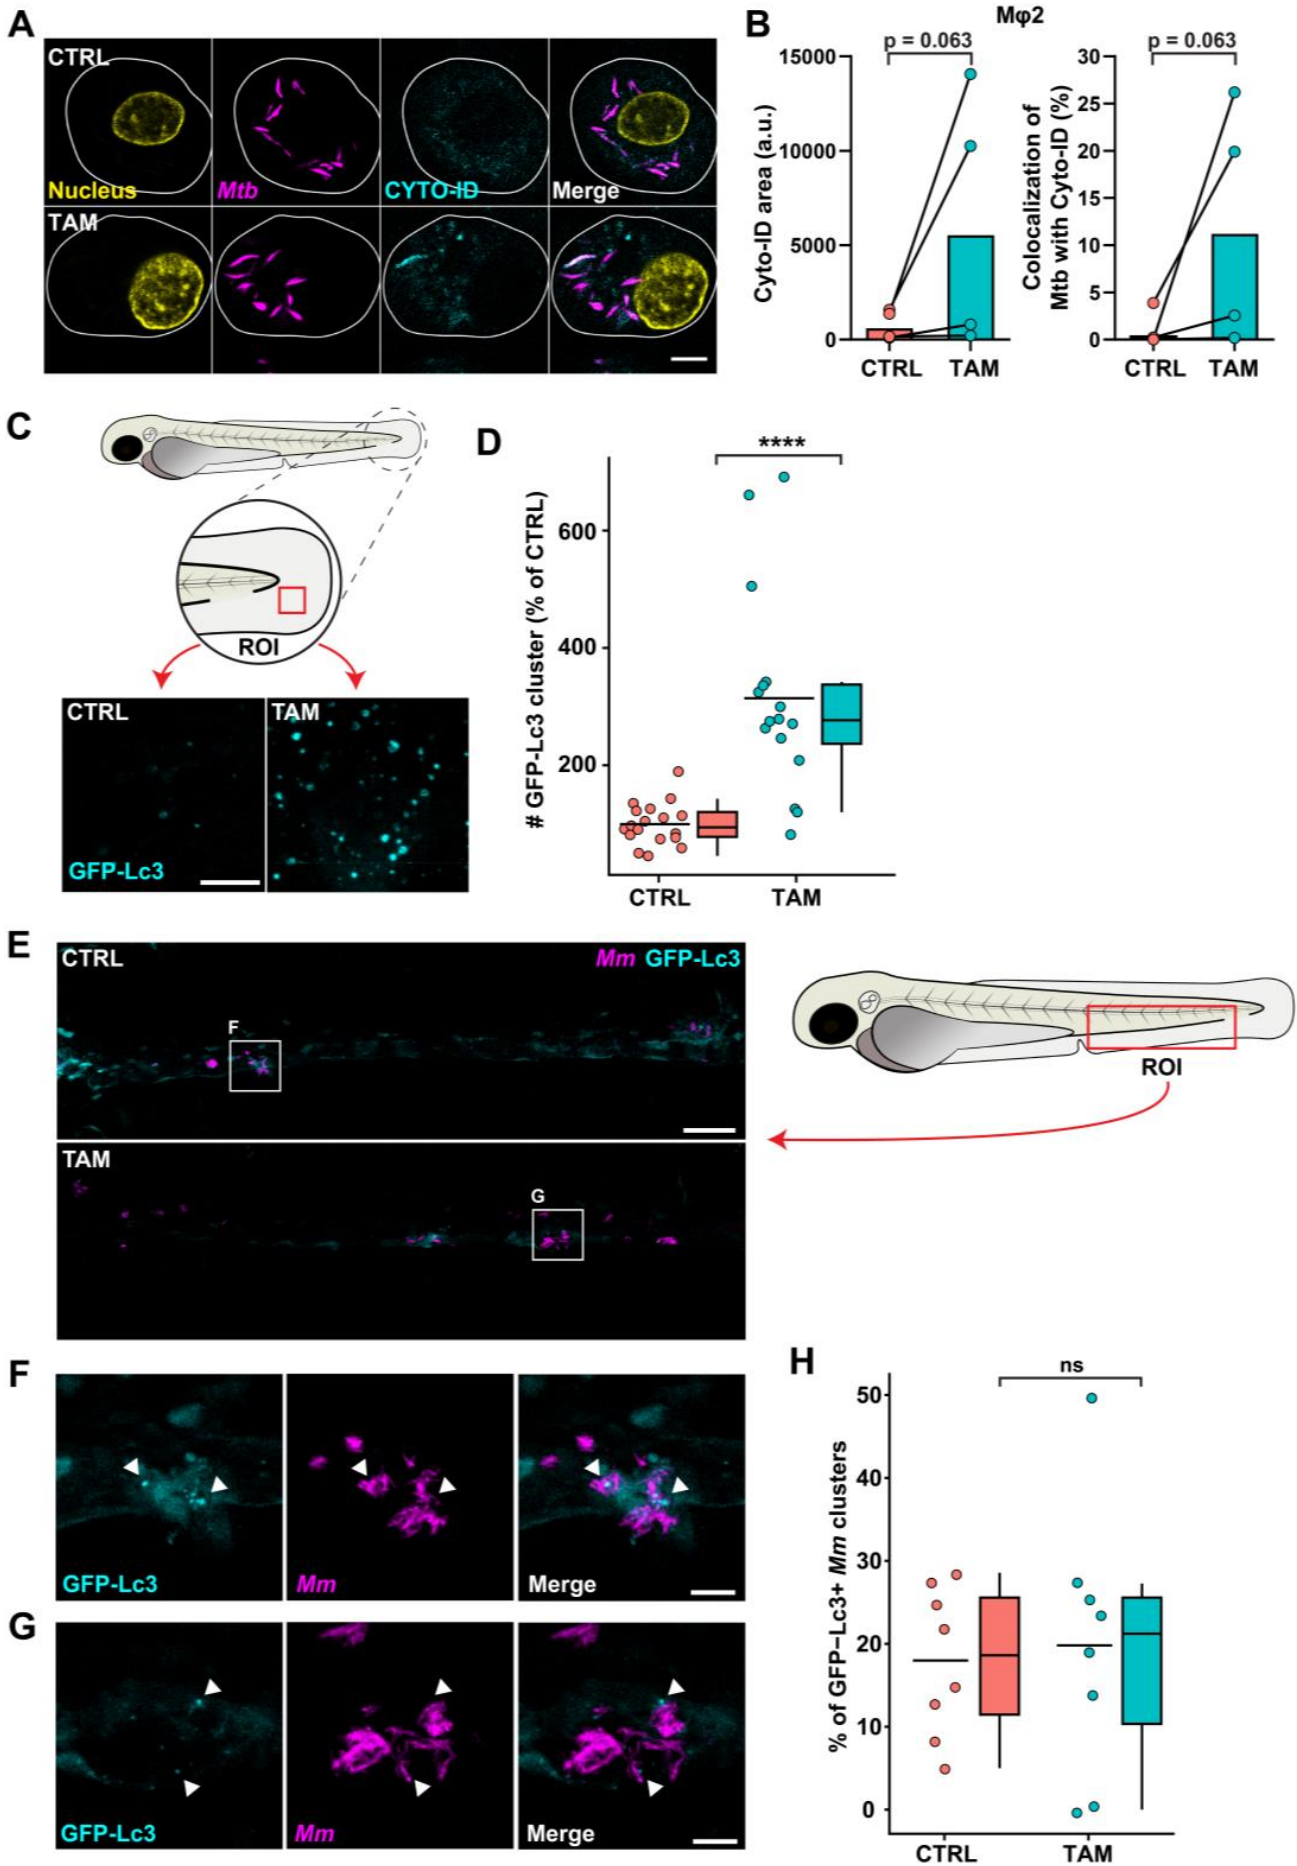 A
CTRL
Nucleus
Mtb
CYTO-ID
Merge
TAM
B
Mφ2
p = 0.063
15000
10000
5000
0
Cyto-ID area (a.u.)
CTRL
TAM
p = 0.063
30
25
20
15
10
5
0
Colocalization of
Mtb with Cyto-ID (%)
CTRL
TAM
C
ROI
CTRL
TAM
GFP-Lc3
D
****
600
400
200
# GFP-Lc3 cluster (% of CTRL)
CTRL
TAM
E
CTRL
Mm GFP-Lc3
F
TAM
G
ROI
F
GFP-Lc3
Mm
Merge
G
GFP-Lc3
Mm
Merge
H
ns
50
40
30
20
10
0
% of GFP–Lc3+ Mm clusters
CTRL
TAM